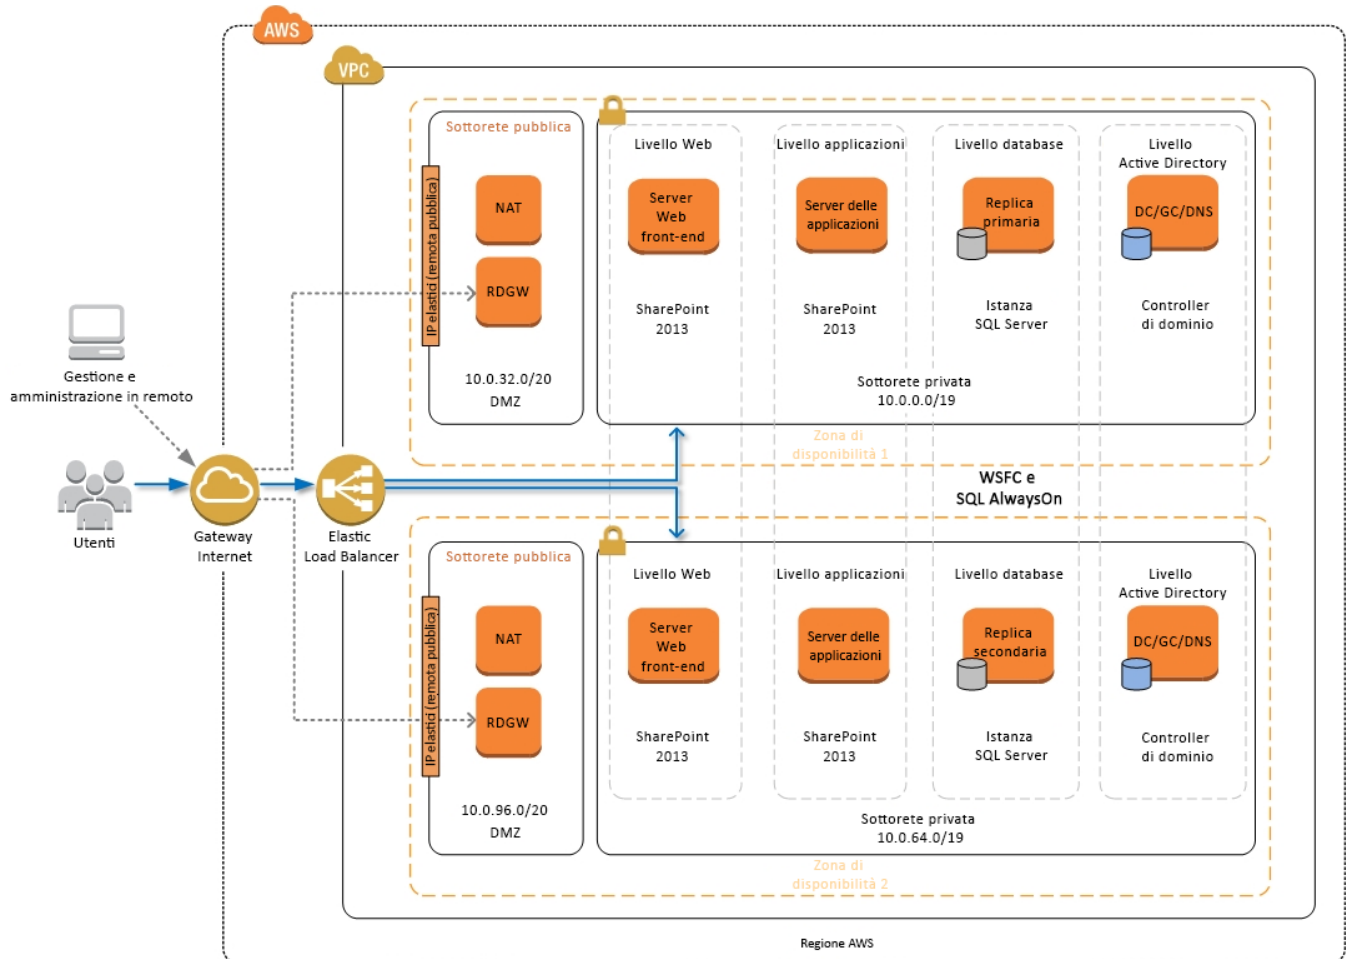 AWS
VPC
Sottorete pubblica
IP elastici (remota pubblica)
NAT
RDGW
10.0.32.0/20
DMZ
Livello Web
Server
Web
front-end
SharePoint
2013
Livello applicazioni
Server delle
applicazioni
SharePoint
2013
Livello database
Replica
primaria
Istanza
SQL Server
Livello
Active Directory
DC/GC/DNS
Controller
di dominio
Sottorete privata
10.0.0.0/19
Zona di
disponibilità 1
Gestione e
amministrazione in remoto
Utenti
Gateway
Internet
Elastic
Load Balancer
WSFC e
SQL AlwaysOn
Sottorete pubblica
IP elastici (remota pubblica)
NAT
RDGW
10.0.96.0/20
DMZ
Livello Web
Server
Web
front-end
SharePoint
2013
Livello applicazioni
Server delle
applicazioni
SharePoint
2013
Livello database
Replica
secondaria
Istanza
SQL Server
Livello
Active Directory
DC/GC/DNS
Controller
di dominio
Sottorete privata
10.0.64.0/19
Zona di
disponibilità 2
Regione AWS